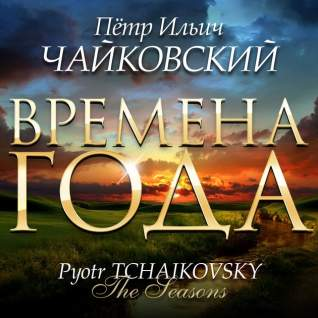 Пётр Ильич
ЧАЙКОВСКИЙ
ВРЕМЕНА
ГОДА
Pyotr TCHAIKOVSKY
The Seasons